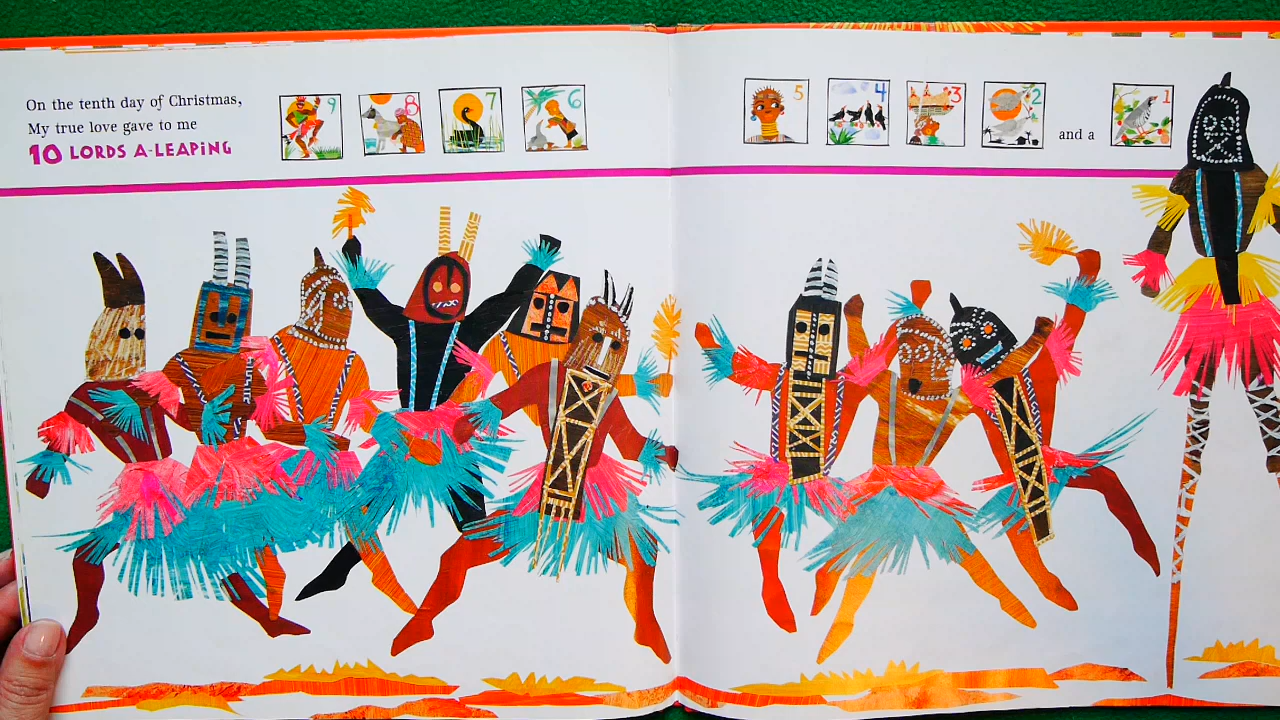 On the tenth day of Christmas,
My true love gave to me
10 LORDS A-LEAPING
9
8
7
6
5
4
3
2
and a
1